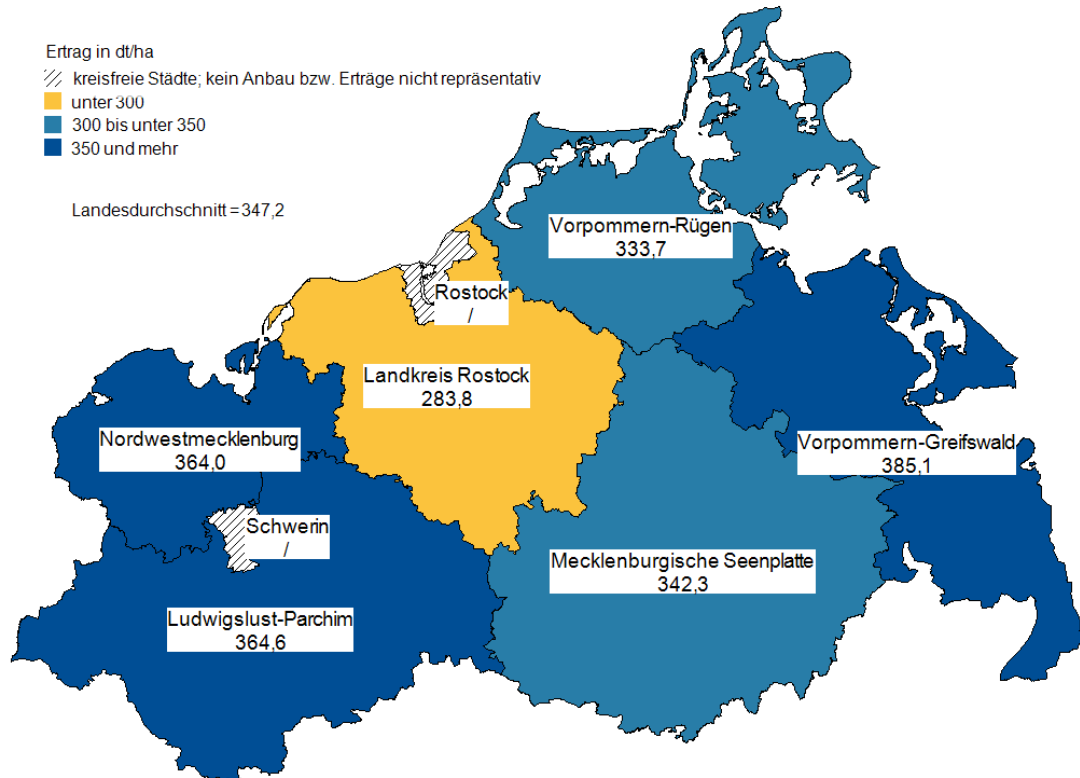 Ertrag in dt/ha
kreisfreie Städte; kein Anbau bzw. Erträge nicht repräsentativ
unter 300
300 bis unter 350
350 und mehr
Landesdurchschnitt = 347,2
Vorpommern-Rügen
333,7
Rostock
/
Landkreis Rostock
283,8
Nordwestmecklenburg
364,0
Vorpommern-Greifswald
385,1
Schwerin
/
Mecklenburgische Seenplatte
342,3
Ludwigslust-Parchim
364,6